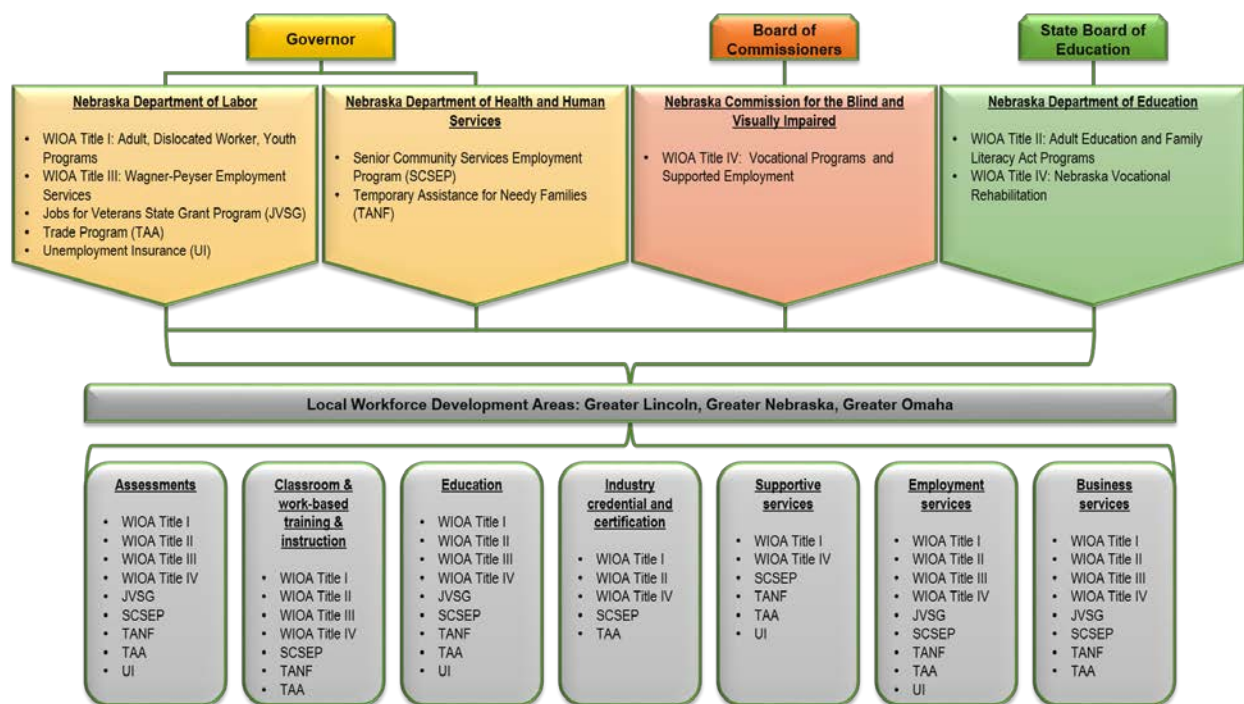 Governor
Board of
Commissioners
State Board of
Education
Nebraska Department of Labor
• WIOA Title I: Adult, Dislocated Worker, Youth
Programs
• WIOA Title III: Wagner-Peyser Employment
Services
• Jobs for Veterans State Grant Program (JVSG)
• Trade Program (TAA)
• Unemployment Insurance (UI)
Nebraska Department of Health and Human
Services
• Senior Community Services Employment
Program (SCSEP)
• Temporary Assistance for Needy Families
(TANF)
Nebraska Commission for the Blind and
Visually Impaired
• WIOA Title IV: Vocational Programs and
Supported Employment
Nebraska Department of Education
• WIOA Title II: Adult Education and Family
Literacy Act Programs
• WIOA Title IV: Nebraska Vocational
Rehabilitation
Local Workforce Development Areas: Greater Lincoln, Greater Nebraska, Greater Omaha
Assessments
• WIOA Title I
• WIOA Title II
• WIOA Title III
• WIOA Title IV
• JVSG
• SCSEP
• TANF
• TAA
• UI
Classroom &
work-based
training &
instruction
• WIOA Title I
• WIOA Title II
• WIOA Title III
• WIOA Title IV
• SCSEP
• TANF
• TAA
Education
• WIOA Title I
• WIOA Title II
• WIOA Title III
• WIOA Title IV
• JVSG
• SCSEP
• TANF
• TAA
• UI
Industry
credential and
certification
• WIOA Title I
• WIOA Title II
• WIOA Title IV
• SCSEP
• TAA
Supportive
services
• WIOA Title I
• WIOA Title IV
• SCSEP
• TANF
• TAA
• UI
Employment
services
• WIOA Title I
• WIOA Title II
• WIOA Title III
• WIOA Title IV
• JVSG
• SCSEP
• TANF
• TAA
• UI
Business
services
• WIOA Title I
• WIOA Title II
• WIOA Title III
• WIOA Title IV
• JVSG
• SCSEP
• TANF
• TAA